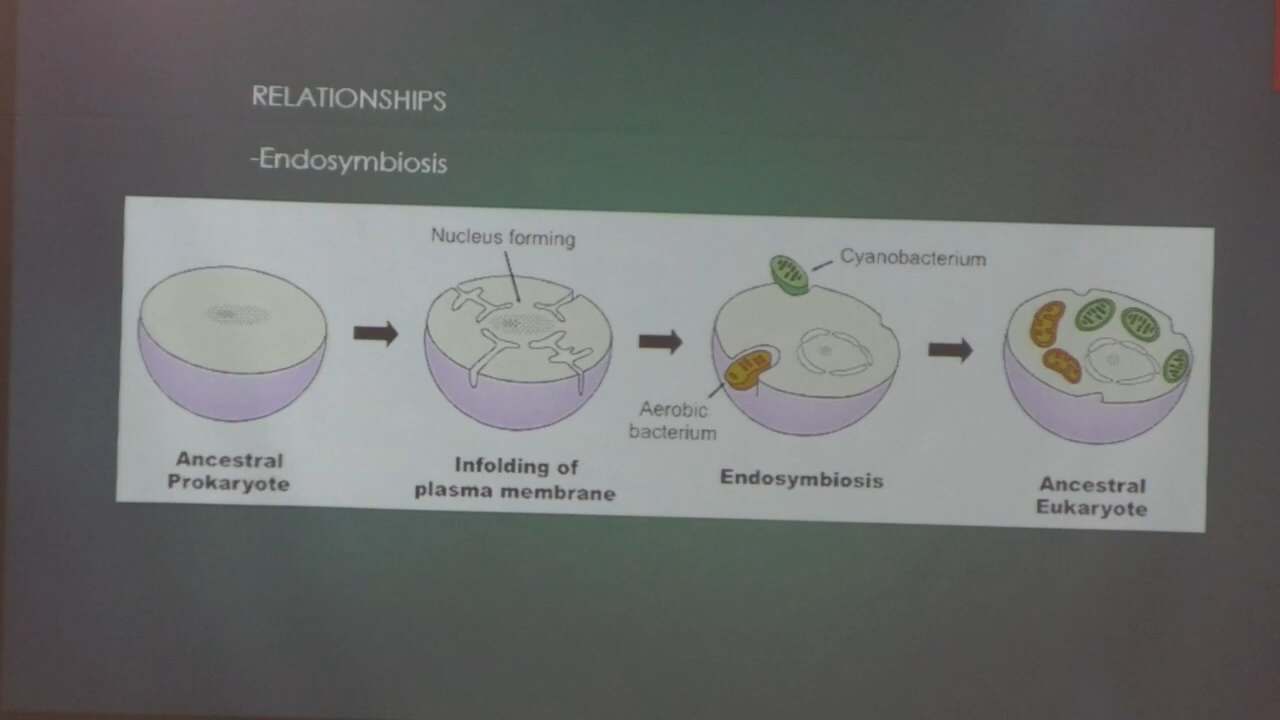 RELATIONSHIPS
-Endosymbiosis
Nucleus forming
Cyanobacterium
Aerobic
bacterium
Ancestral
Prokaryote
Infolding of
plasma membrane
Endosymbiosis
Ancestral
Eukaryote